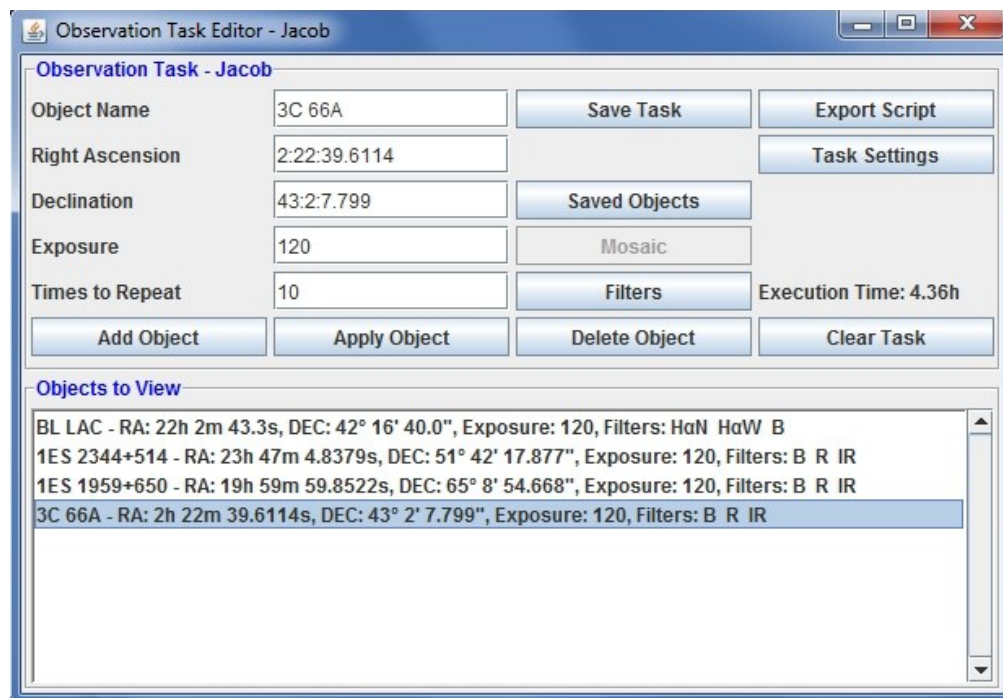 Observation Task Editor - Jacob
Observation Task - Jacob
Object Name 3C 66A Save Task Export Script
Right Ascension 2:22:39.6114 Task Settings
Declination 43:2:7.799 Saved Objects
Exposure 120 Mosaic
Times to Repeat 10 Filters Execution Time: 4.36h
Add Object Apply Object Delete Object Clear Task
Objects to View
BL LAC - RA: 22h 2m 43.3s, DEC: 42° 16' 40.0", Exposure: 120, Filters: HαN HαW B
1ES 2344+514 - RA: 23h 47m 4.8379s, DEC: 51° 42' 17.877", Exposure: 120, Filters: B R IR
1ES 1959+650 - RA: 19h 59m 59.8522s, DEC: 65° 8' 54.668", Exposure: 120, Filters: B R IR
3C 66A - RA: 2h 22m 39.6114s, DEC: 43° 2' 7.799", Exposure: 120, Filters: B R IR